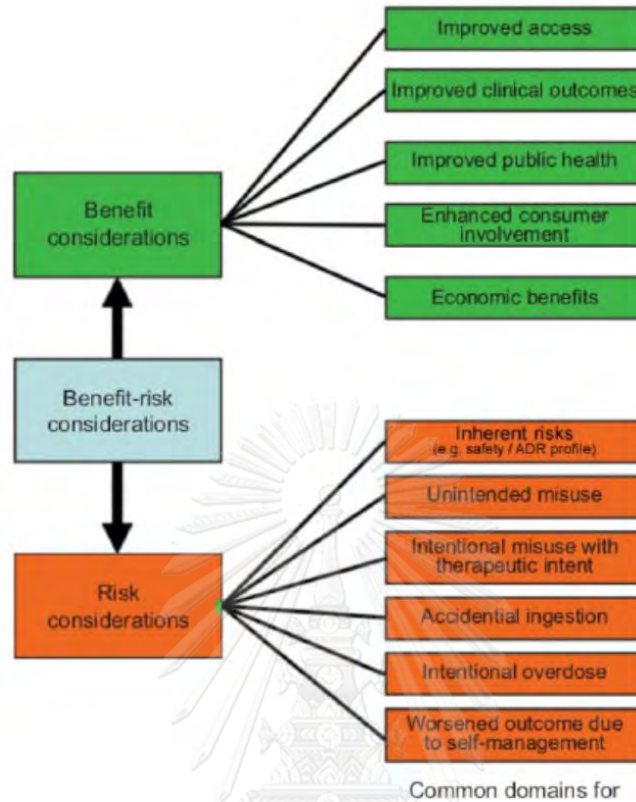 Improved access
Improved clinical outcomes
Improved public health
Enhanced consumer
involvement
Economic benefits
Benefit
considerations
Benefit-risk
considerations
Risk
considerations
Inherent risks
(e.g. safety / ADR profile)
Unintended misuse
Intentional misuse with
therapeutic intent
Accidential ingestion
Intentional overdose
Worsened outcome due
to self-management
Common domains for